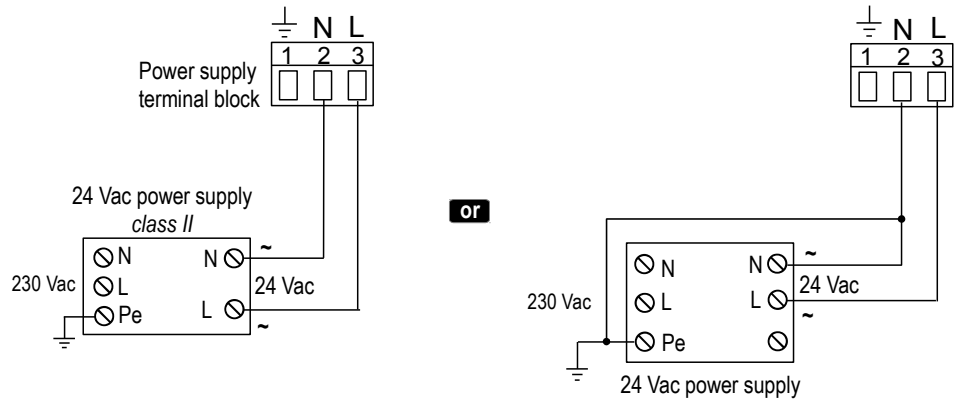 N L
1 2 3
Power supply
terminal block
24 Vac power supply
class II
N
N ~
230 Vac
L
24 Vac
Pe
L
~
or
N L
1 2 3
N
N ~
24 Vac
230 Vac
L
L
~
Pe
24 Vac power supply